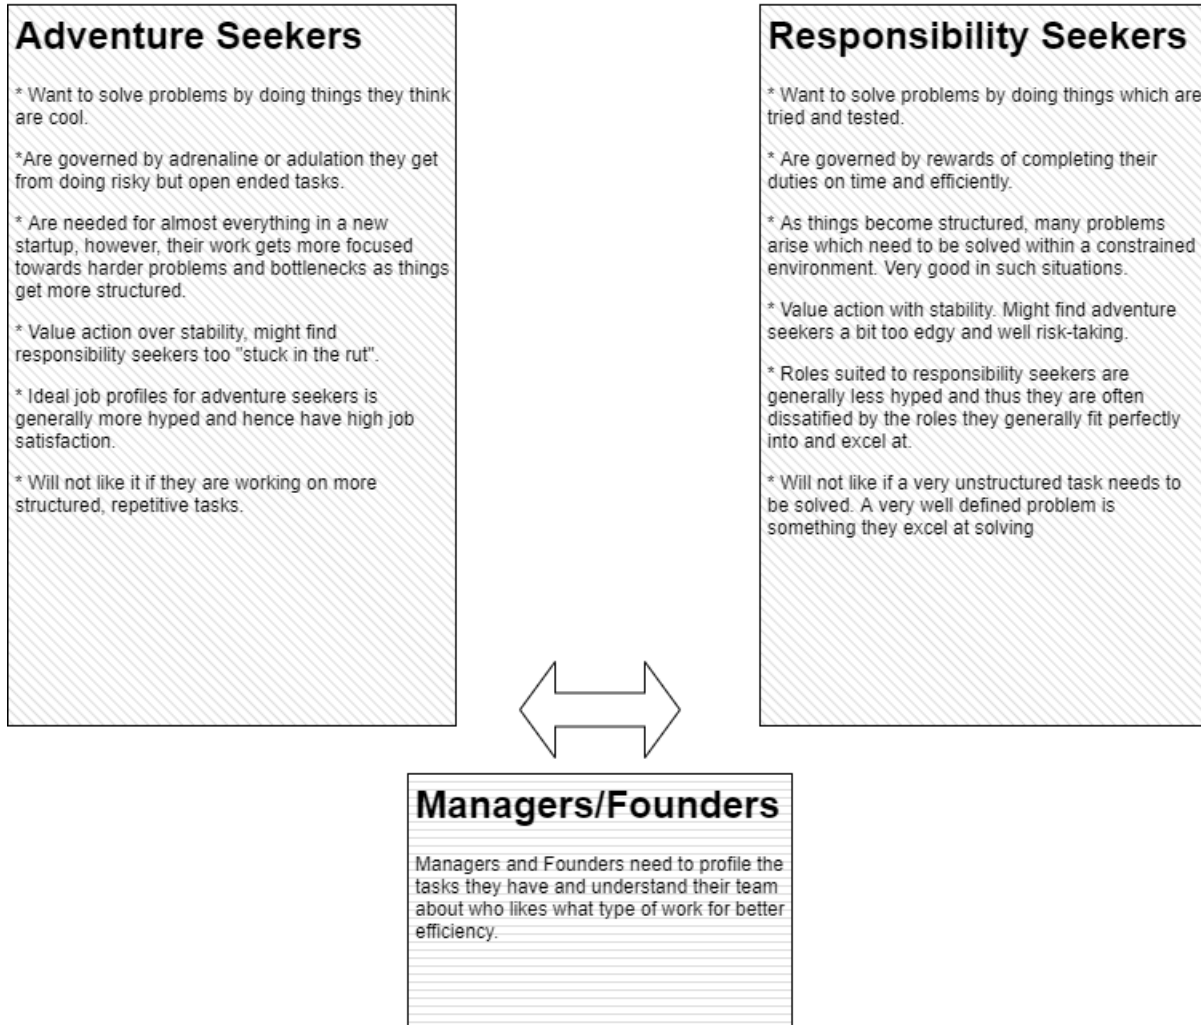 Adventure Seekers
* Want to solve problems by doing things they think
are cool.
*Are governed by adrenaline or adulation they get
from doing risky but open ended tasks.
* Are needed for almost everything in a new
startup, however, their work gets more focused
towards harder problems and bottlenecks as things
get more structured.
* Value action over stability, might find
responsibility seekers too "stuck in the rut".
* Ideal job profiles for adventure seekers is
generally more hyped and hence have high job
satisfaction.
* Will not like it if they are working on more
structured, repetitive tasks.
Responsibility Seekers
* Want to solve problems by doing things which are
tried and tested.
* Are governed by rewards of completing their
duties on time and efficiently.
* As things become structured, many problems
arise which need to be solved within a constrained
environment. Very good in such situations.
* Value action with stability. Might find adventure
seekers a bit too edgy and well risk-taking.
* Roles suited to responsibility seekers are
generally less hyped and thus they are often
dissatified by the roles they generally fit perfectly
into and excel at.
* Will not like if a very unstructured task needs to
be solved. A very well defined problem is
something they excel at solving
Managers/Founders
Managers and Founders need to profile the
tasks they have and understand their team
about who likes what type of work for better
efficiency.